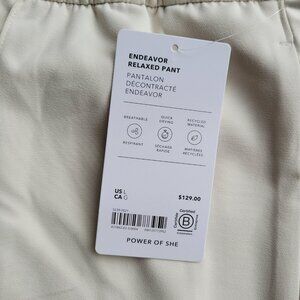 ENDEAVOR
RELAXED PANT
PANTALON
DÉCONTRACTÉ
ENDEAVOR
BREATHABLE
QUICK
DRYING
RECYCLED
MATERIAL
RESPIRANT
SÉCHAGE
RAPIDE
MATIÈRES
RECYCLÉES
US L
CA G
$129.00
Certified
B
POWER OF SHE